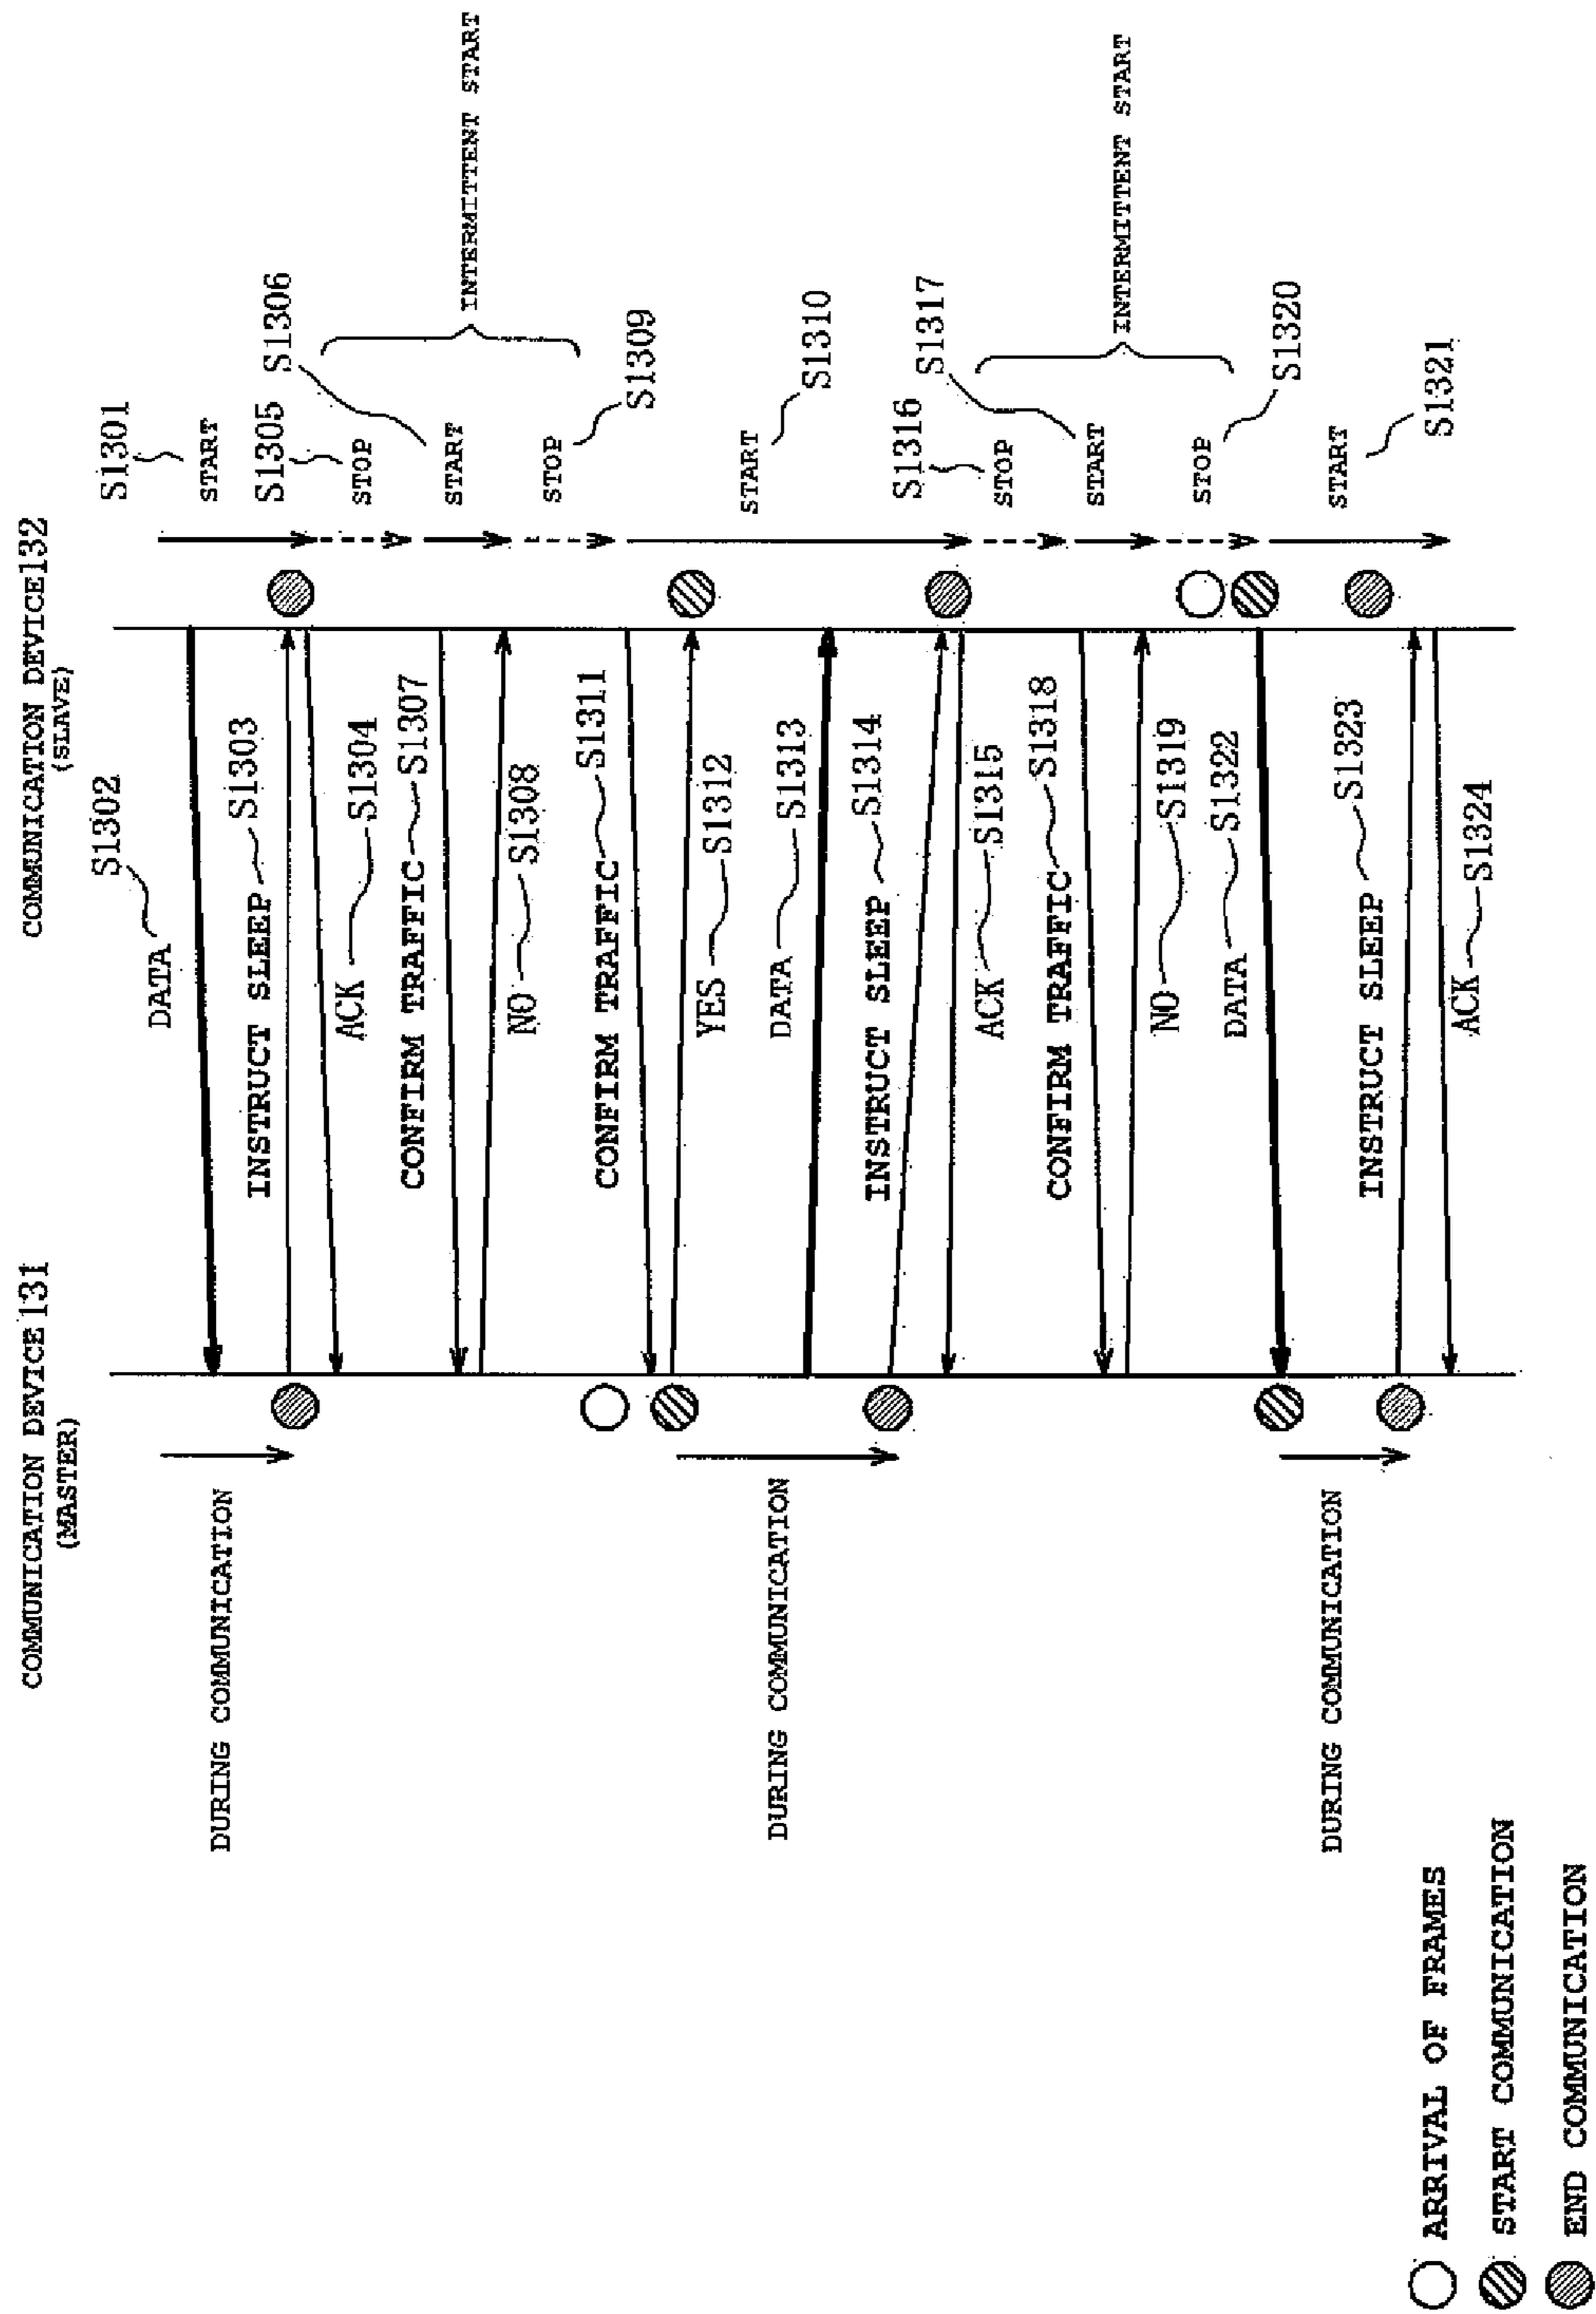 COMMUNICATION DEVICE 131
(MASTER)
COMMUNICATION DEVICE 132
(SLAVE)
S1301
START
S1302
DATA
DURING COMMUNICATION
INSTRUCT SLEEP S1303
S1305
STOP
ACK S1304
S1306
START
INTERMITTENT START
CONFIRM TRAFFIC S1307
NO S1308
STOP
S1309
CONFIRM TRAFFIC S1311
YES S1312
START
S1310
DURING COMMUNICATION
DATA S1313
INSTRUCT SLEEP S1314
S1316
STOP
ACK S1315
S1317
START
INTERMITTENT START
CONFIRM TRAFFIC S1318
NO S1319
STOP
S1320
DATA S1322
START
S1321
DURING COMMUNICATION
INSTRUCT SLEEP S1323
ACK S1324
ARRIVAL OF FRAMES
START COMMUNICATION
END COMMUNICATION